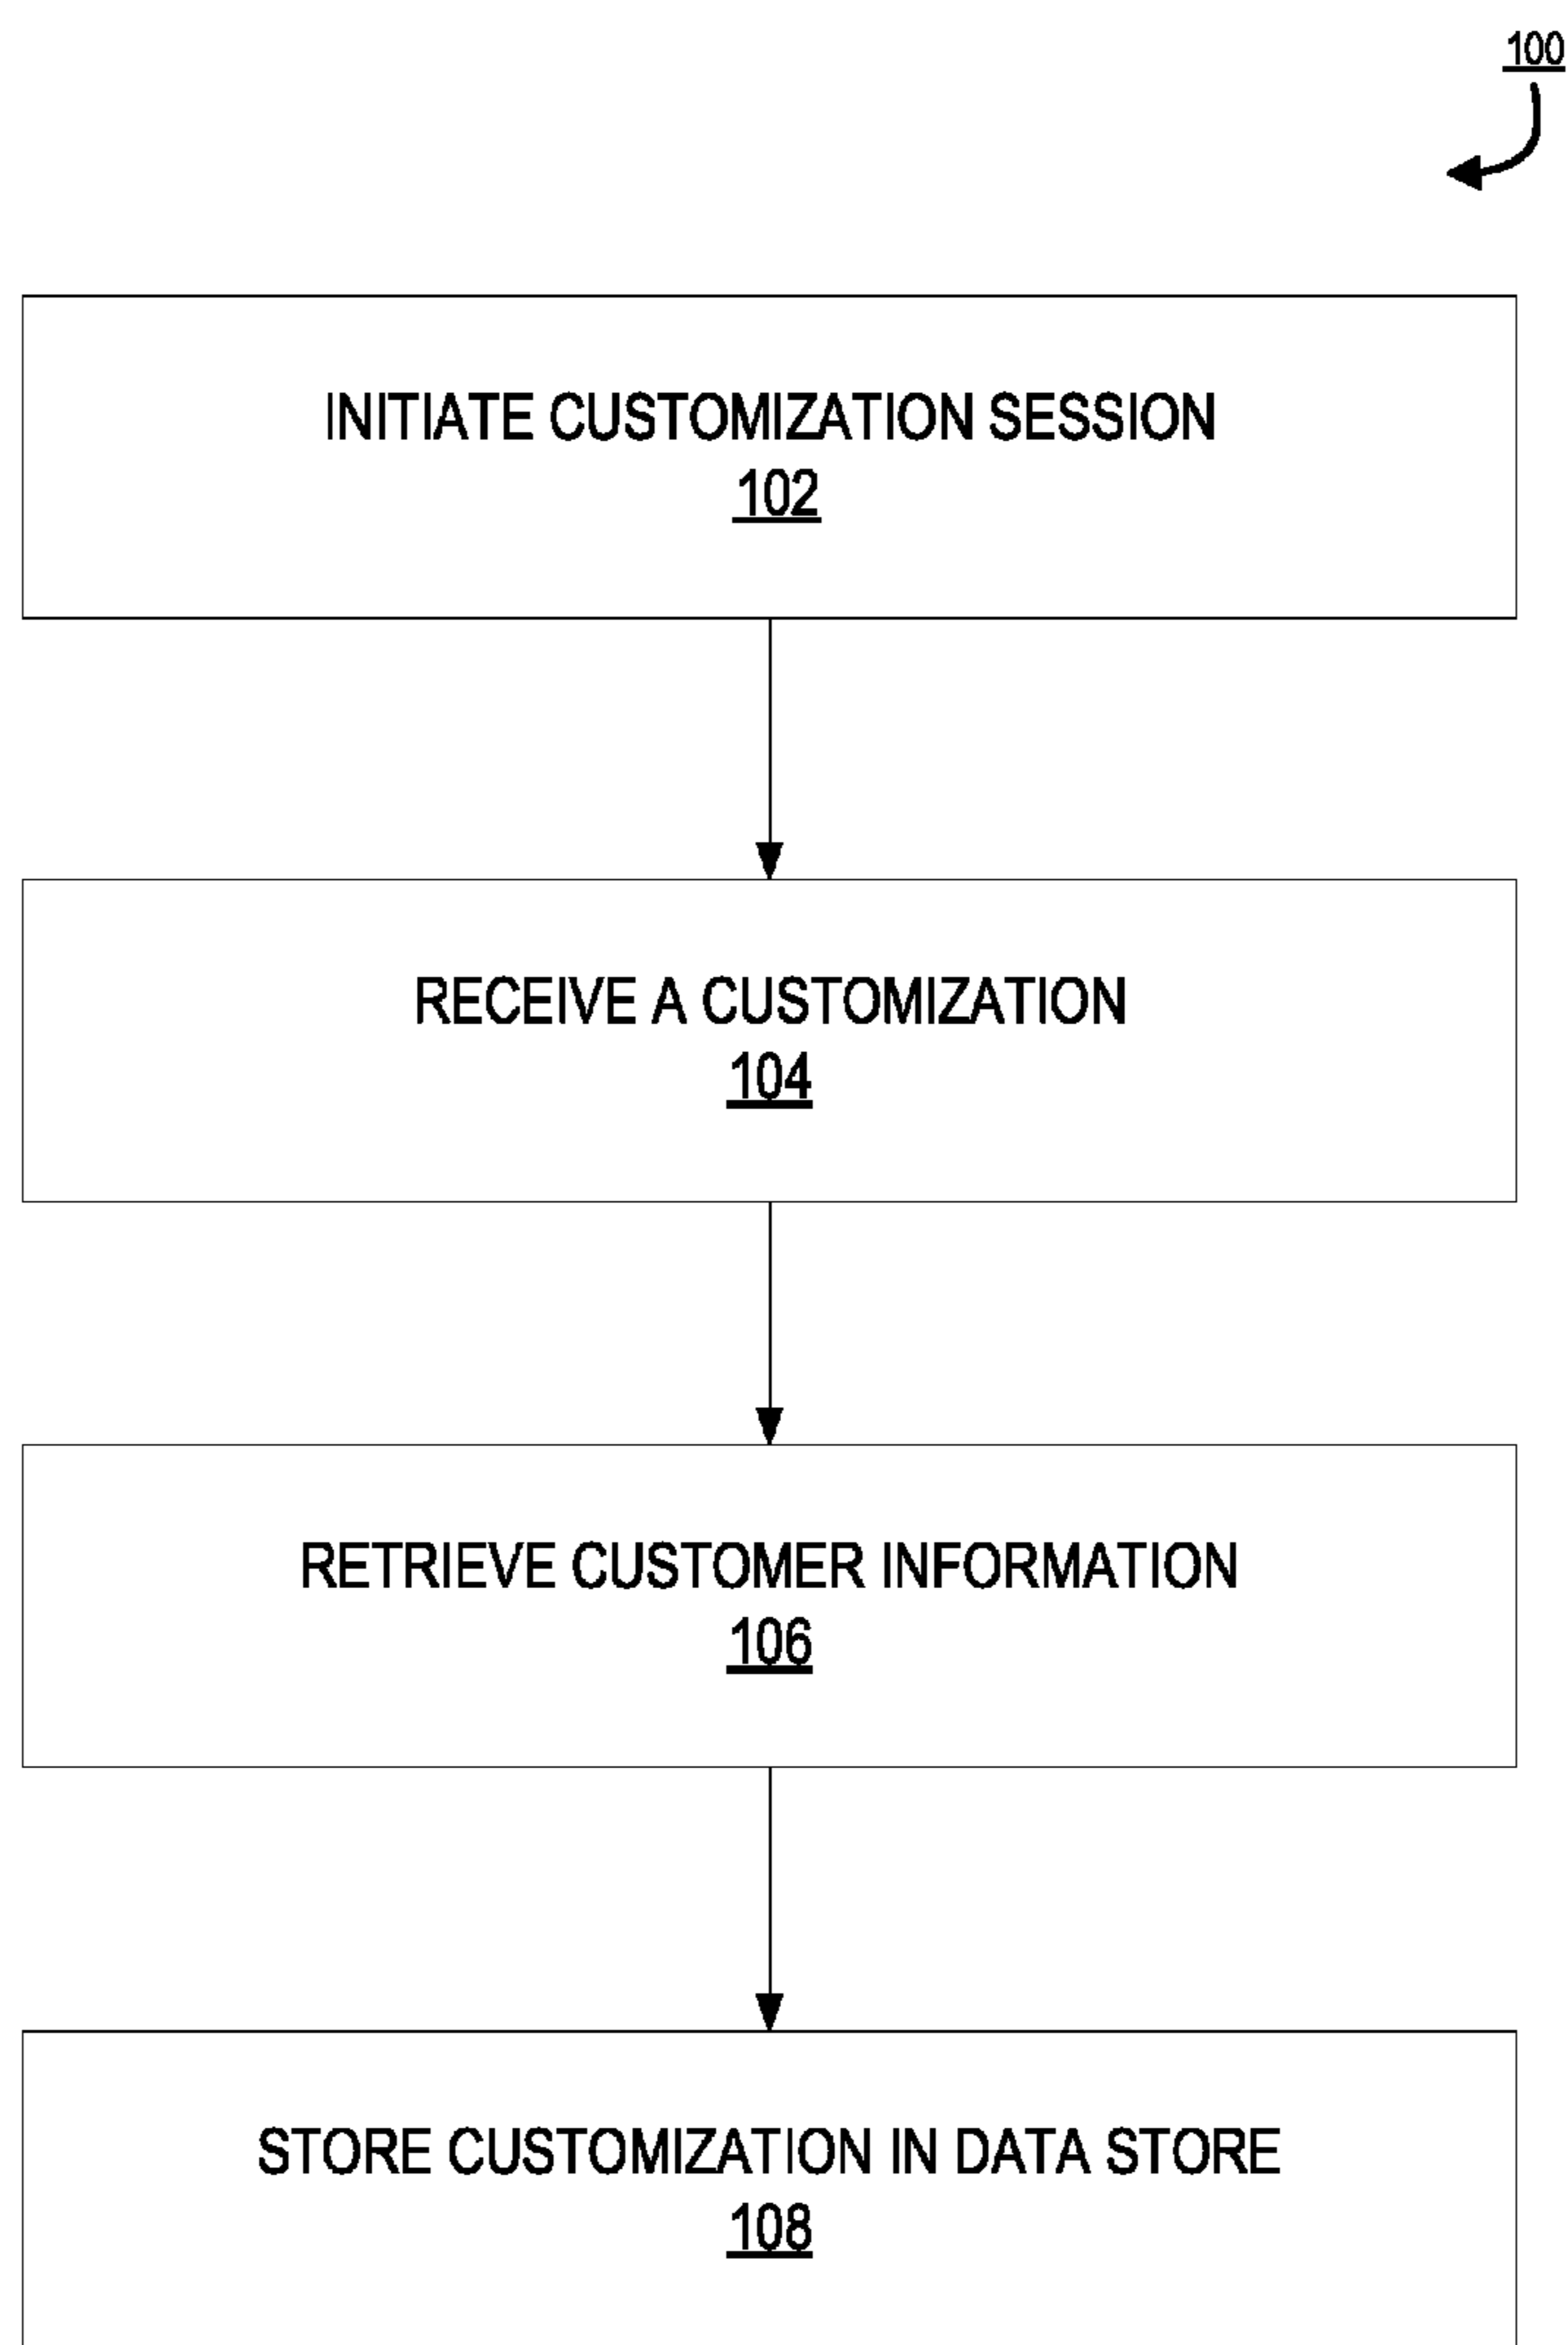 100
INITIATE CUSTOMIZATION SESSION
102
RECEIVE A CUSTOMIZATION
104
RETRIEVE CUSTOMER INFORMATION
106
STORE CUSTOMIZATION IN DATA STORE
108